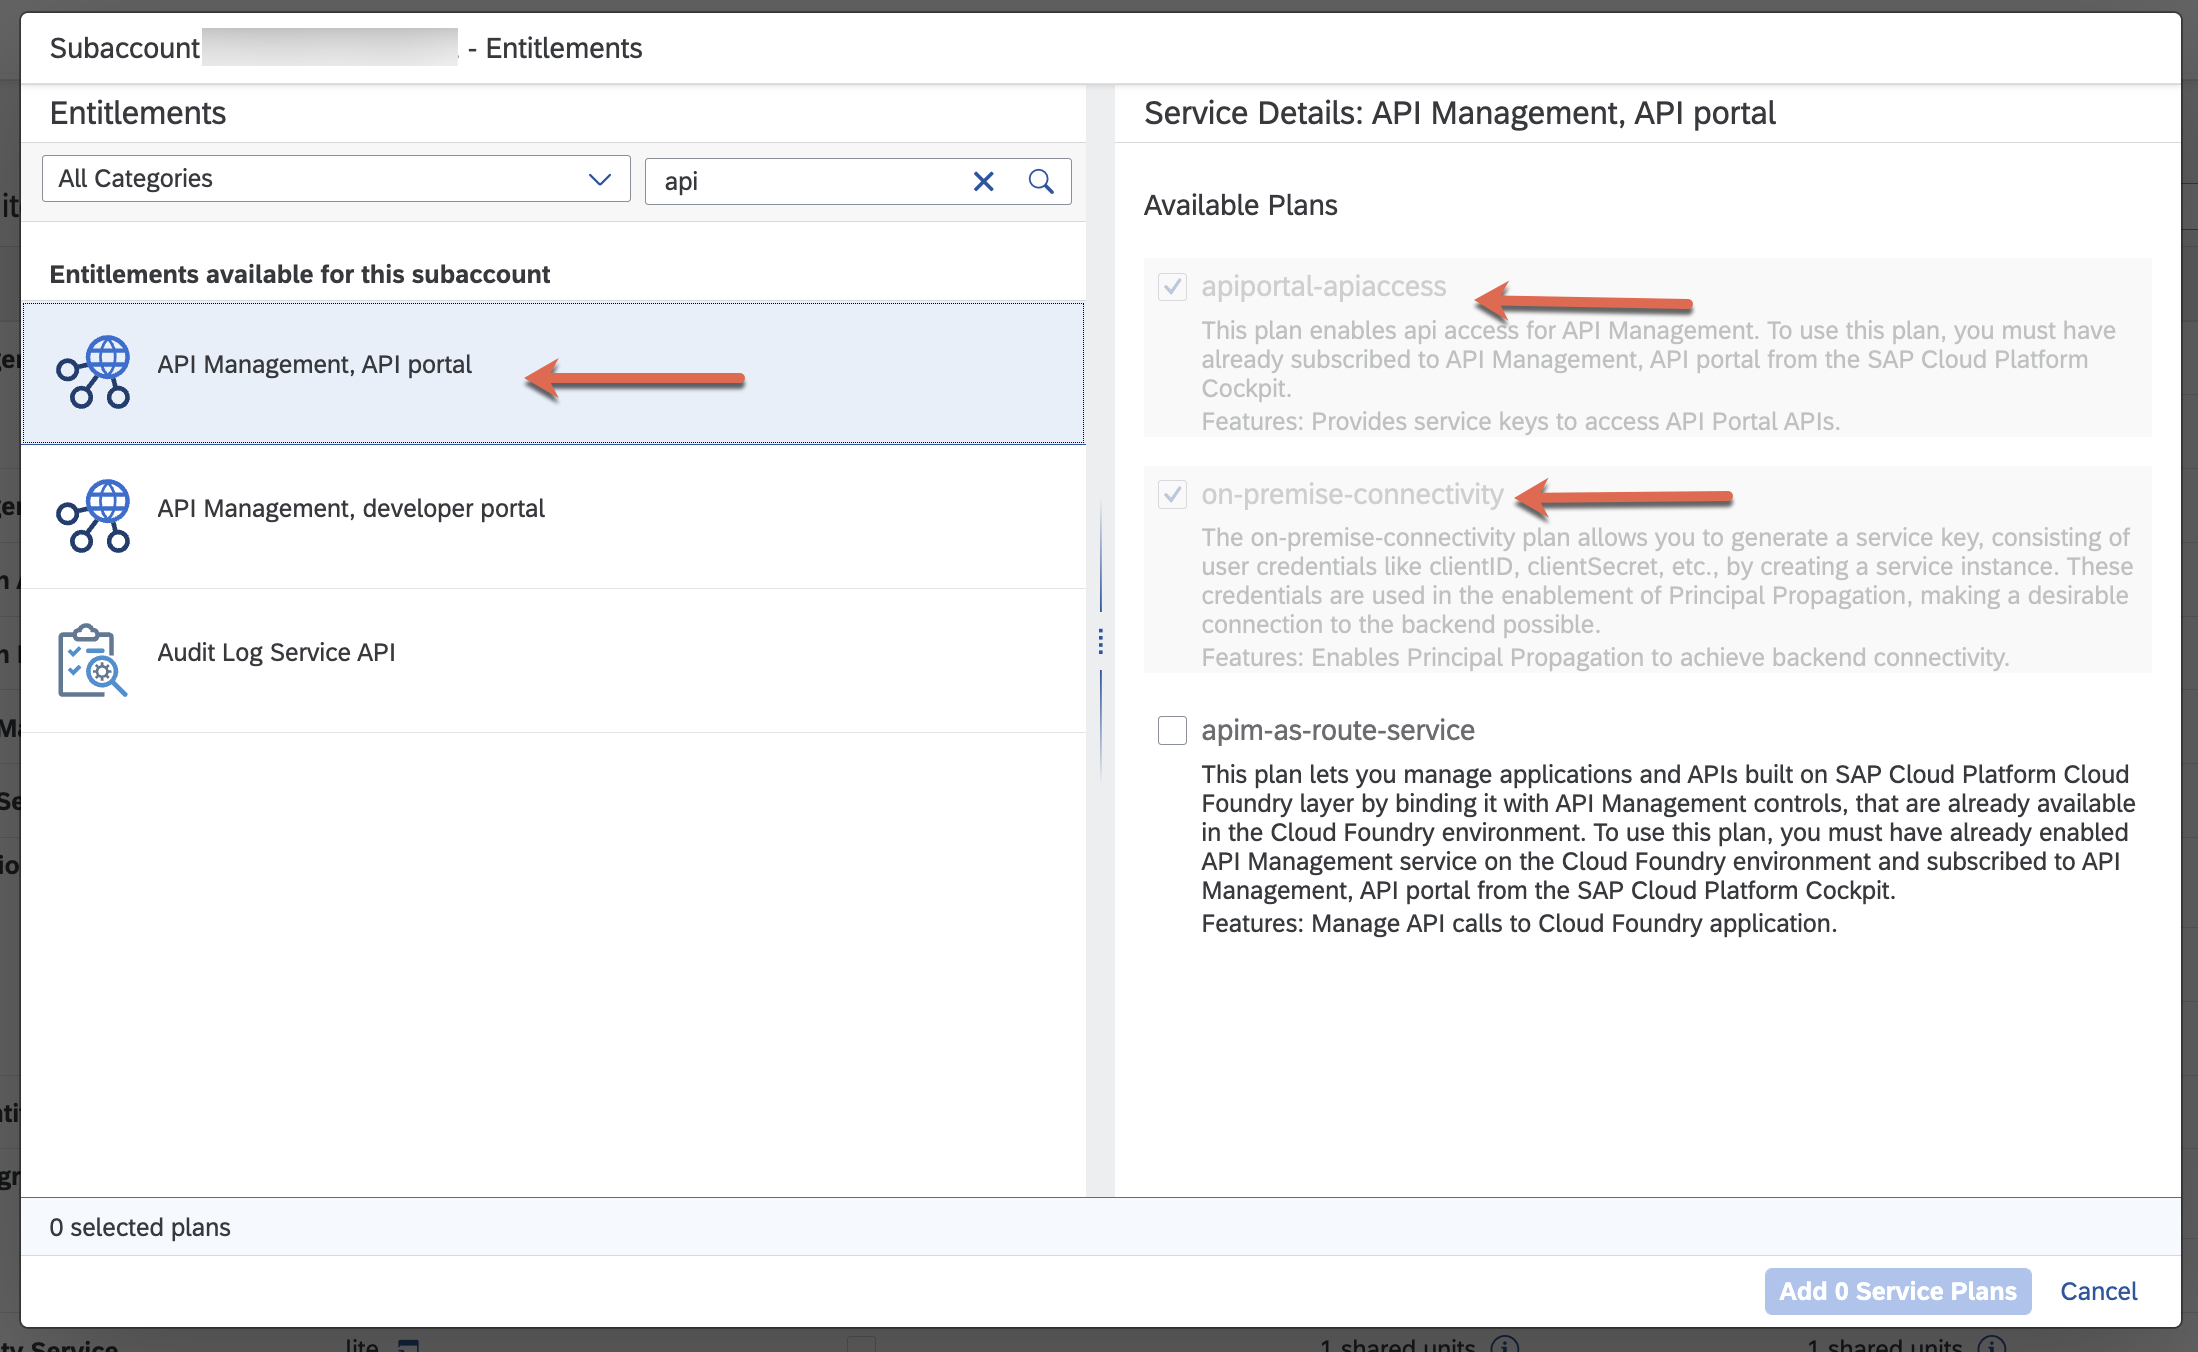 Subaccount - Entitlements
Entitlements
All Categories
api
Entitlements available for this subaccount
API Management, API portal
API Management, developer portal
Audit Log Service API
Service Details: API Management, API portal
Available Plans
apiportal-apiaccess
This plan enables api access for API Management. To use this plan, you must have
already subscribed to API Management, API portal from the SAP Cloud Platform
Cockpit.
Features: Provides service keys to access API Portal APIs.
on-premise-connectivity
The on-premise-connectivity plan allows you to generate a service key, consisting of
user credentials like clientID, clientSecret, etc., by creating a service instance. These
credentials are used in the enablement of Principal Propagation, making a desirable
connection to the backend possible.
Features: Enables Principal Propagation to achieve backend connectivity.
apim-as-route-service
This plan lets you manage applications and APIs built on SAP Cloud Platform Cloud
Foundry layer by binding it with API Management controls, that are already available
in the Cloud Foundry environment. To use this plan, you must have already enabled
API Management service on the Cloud Foundry environment and subscribed to API
Management, API portal from the SAP Cloud Platform Cockpit.
Features: Manage API calls to Cloud Foundry application.
0 selected plans
Add 0 Service Plans
Cancel
Service lite 1 shared units 1 shared units